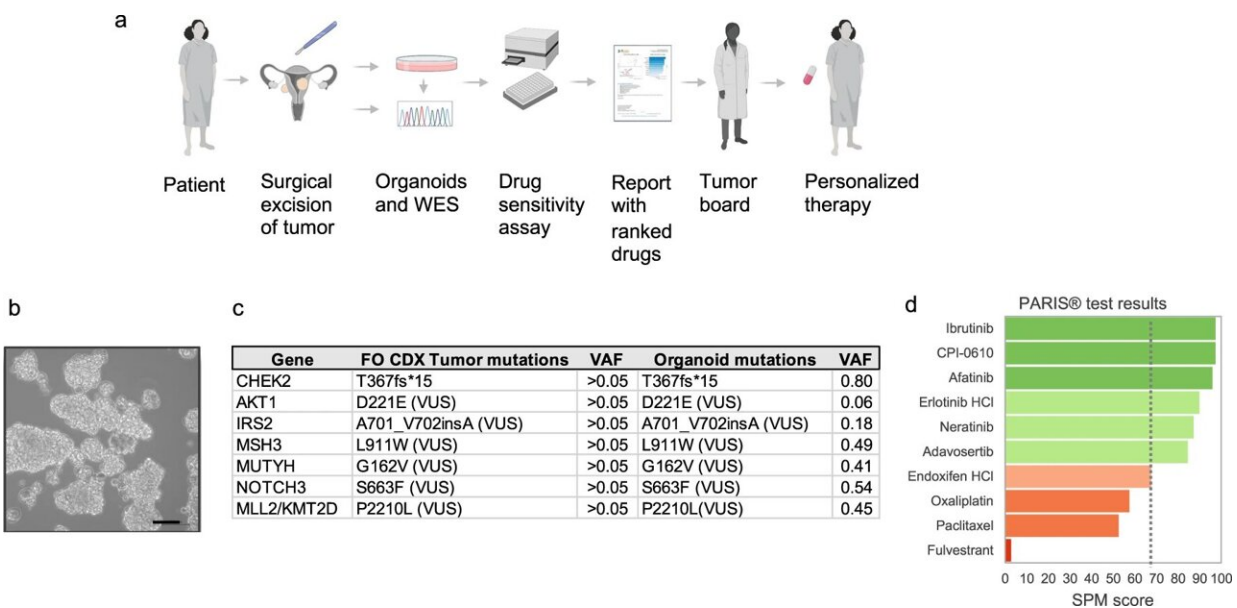 a
Patient
Surgical
excision
of tumor
Organoids
and WES
Drug
sensitivity
assay
Report
with
ranked
drugs
Tumor
board
Personalized
therapy
b
c
Gene FO CDX Tumor mutations VAF Organoid mutations VAF
CHEK2 T367fs*15 >0.05 T367fs*15 0.80
AKT1 D221E (VUS) >0.05 D221E (VUS) 0.06
IRS2 A701_V702insA (VUS) >0.05 A701_V702insA (VUS) 0.18
MSH3 L911W (VUS) >0.05 L911W (VUS) 0.49
MUTYH G162V (VUS) >0.05 G162V (VUS) 0.41
NOTCH3 S663F (VUS) >0.05 S663F (VUS) 0.54
MLL2/KMT2D P2210L (VUS) >0.05 P2210L(VUS) 0.45
d
PARIS® test results
Ibrutinib
CPI-0610
Afatinib
Erlotinib HCl
Neratinib
Adavosertib
Endoxifen HCl
Oxaliplatin
Paclitaxel
Fulvestrant
0 10 20 30 40 50 60 70 80 90 100
SPM score